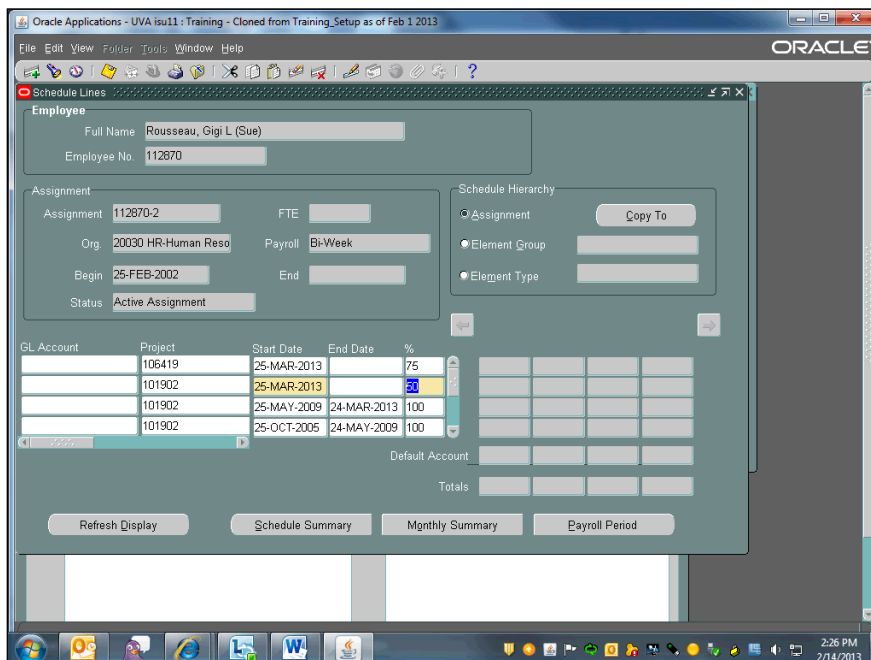 Oracle Applications - UVA isu11 : Training - Cloned from Training_Setup as of Feb 1 2013
File Edit View Folder Tools Window Help
ORACLE
Schedule Lines
Employee
Full Name Rousseau, Gigi L (Sue)
Employee No. 112870
Assignment
Schedule Hierarchy
Assignment 112870-2 FTE
Assignment Copy To
Org. 20030 HR-Human Reso Payroll Bi-Week
Element Group
Begin 25-FEB-2002 End
Element Type
Status Active Assignment
GL Account Project Start Date End Date %
106419 25-MAR-2013 75
101902 25-MAR-2013 50
101902 25-MAY-2009 24-MAR-2013 100
101902 25-OCT-2005 24-MAY-2009 100
Default Account
Totals
Refresh Display Schedule Summary Monthly Summary Payroll Period
2:26 PM
2/14/2013